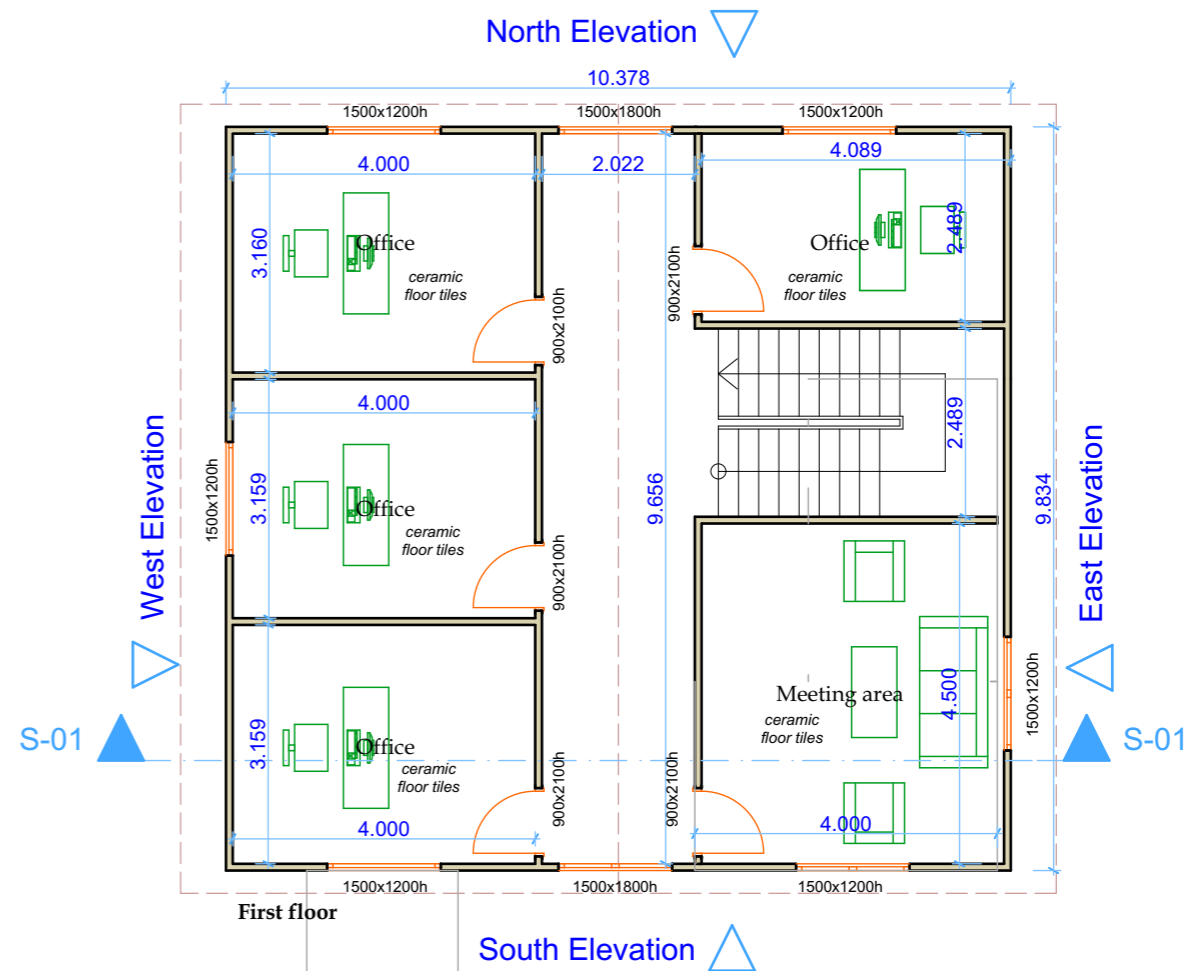 North Elevation
10.378
1500x1200h
1500x1800h
1500x1200h
4.000
2.022
4.089
3.160
Office
ceramic
floor tiles
900x2100h
900x2100h
Office
ceramic
floor tiles
2.489
4.000
3.159
Office
ceramic
floor tiles
900x2100h
1500x1200h
West Elevation
9.656
2.489
9.834
East Elevation
3.159
Office
ceramic
floor tiles
900x2100h
900x2100h
Meeting area
ceramic
floor tiles
4.500
1500x1200h
S-01
S-01
4.000
4.000
1500x1200h
1500x1800h
1500x1200h
First floor
South Elevation